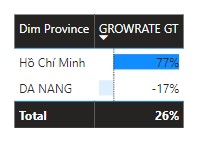 Dim Province GROWRATE GT
Hồ Chí Minh 77%
DA NANG -17%
Total 26%